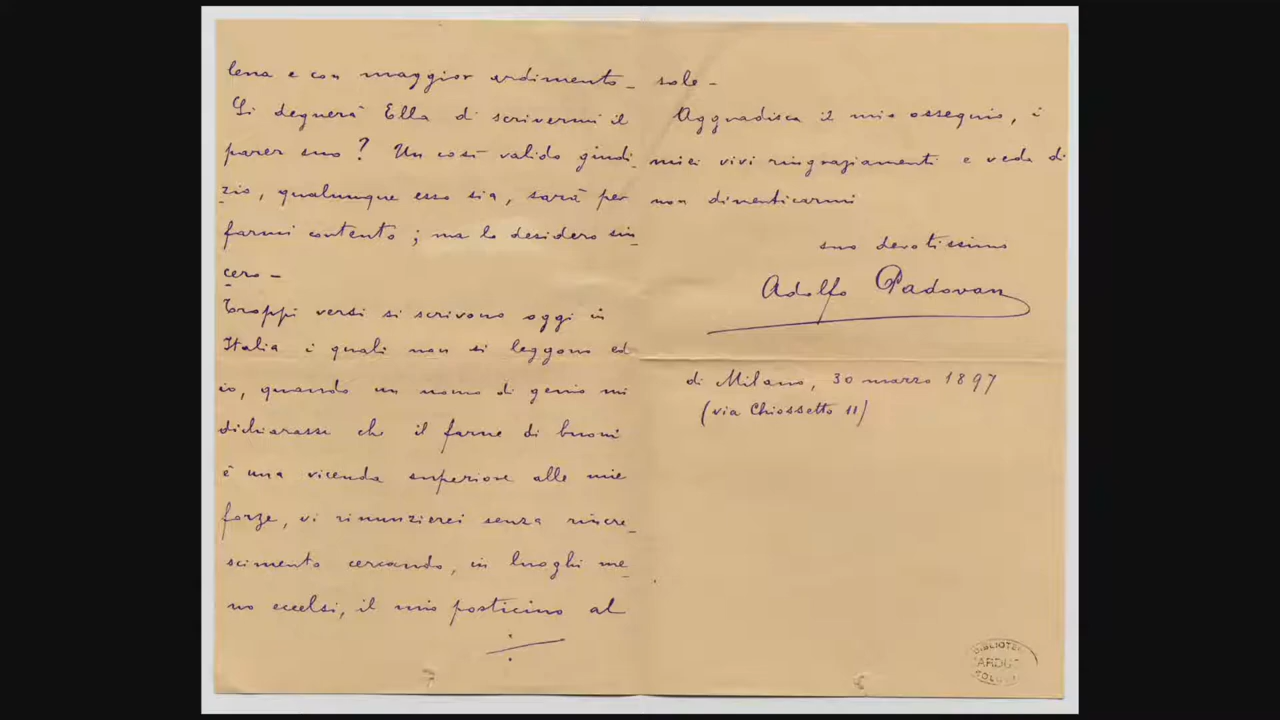 lena e con maggior ardimento_
Si degnerà Ella di scrivermi il
parer suo? Un così valido giudi_
zio, qualunque esso sia, sarà per
farmi contento; ma lo desidero sin_
cero_
Troppi versi si scrivono oggi in
Italia i quali non si leggono ed
io, quando un uomo di genio mi
dichiarasse che il farne di buoni
è una vicenda superiore alle mie
forze, vi rinunzierei senza rincre_
scimento cercando, in luoghi me_
no eccelsi, il mio posticino al
sole_
Aggradisca il mio ossequio, i
miei vivi ringraziamenti e veda di
non dimenticarmi
suo devotissimo
Adolfo Padovan
di Milano, 30 marzo 1897
(via Chiossetto 11)
BIBLIOTE
CARDUC
BOLOGNA